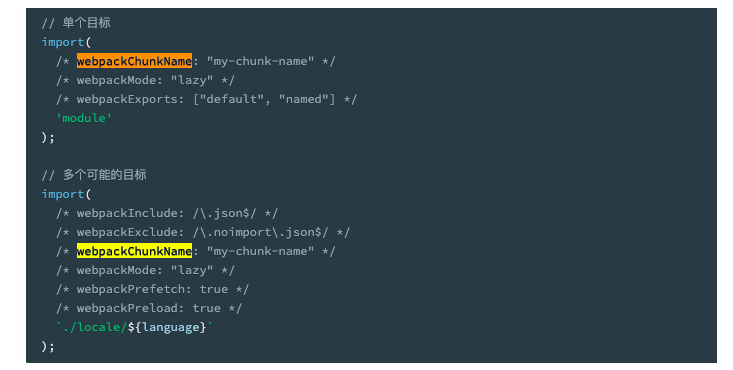 // 单个目标
import(
/* webpackChunkName: "my-chunk-name" */
/* webpackMode: "lazy" */
/* webpackExports: ["default", "named"] */
'module'
);
// 多个可能的目标
import(
/* webpackInclude: /\.json$/ */
/* webpackExclude: /\.noimport\.json$/ */
/* webpackChunkName: "my-chunk-name" */
/* webpackMode: "lazy" */
/* webpackPrefetch: true */
/* webpackPreload: true */
`./locale/${language}`
);